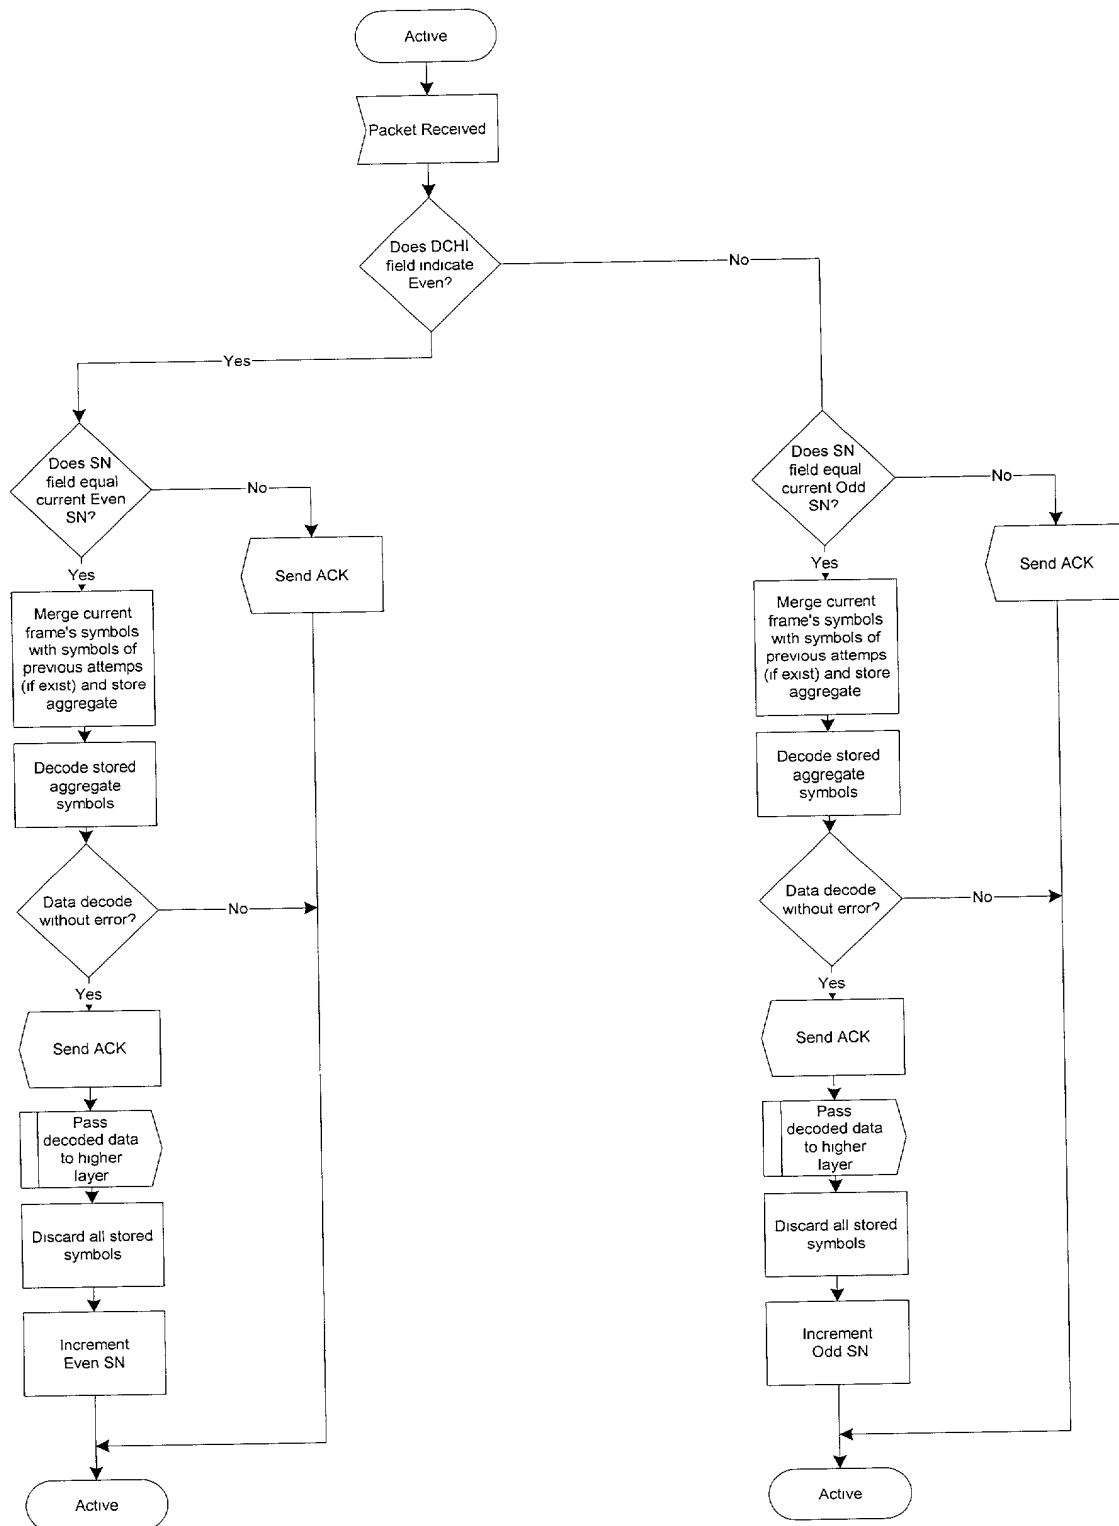 Active
Packet Received
Does DCHI
field indicate
Even?
No
Yes
Does SN
field equal
current Even
SN?
No
Send ACK
Yes
Merge current
frame's symbols
with symbols of
previous attemps
(if exist) and store
aggregate
Decode stored
aggregate
symbols
Data decode
without error?
No
Yes
Send ACK
Pass
decoded data
to higher
layer
Discard all stored
symbols
Increment
Even SN
Active
Does SN
field equal
current Odd
SN?
No
Send ACK
Yes
Merge current
frame's symbols
with symbols of
previous attemps
(if exist) and store
aggregate
Decode stored
aggregate
symbols
Data decode
without error?
No
Yes
Send ACK
Pass
decoded data
to higher
layer
Discard all stored
symbols
Increment
Odd SN
Active